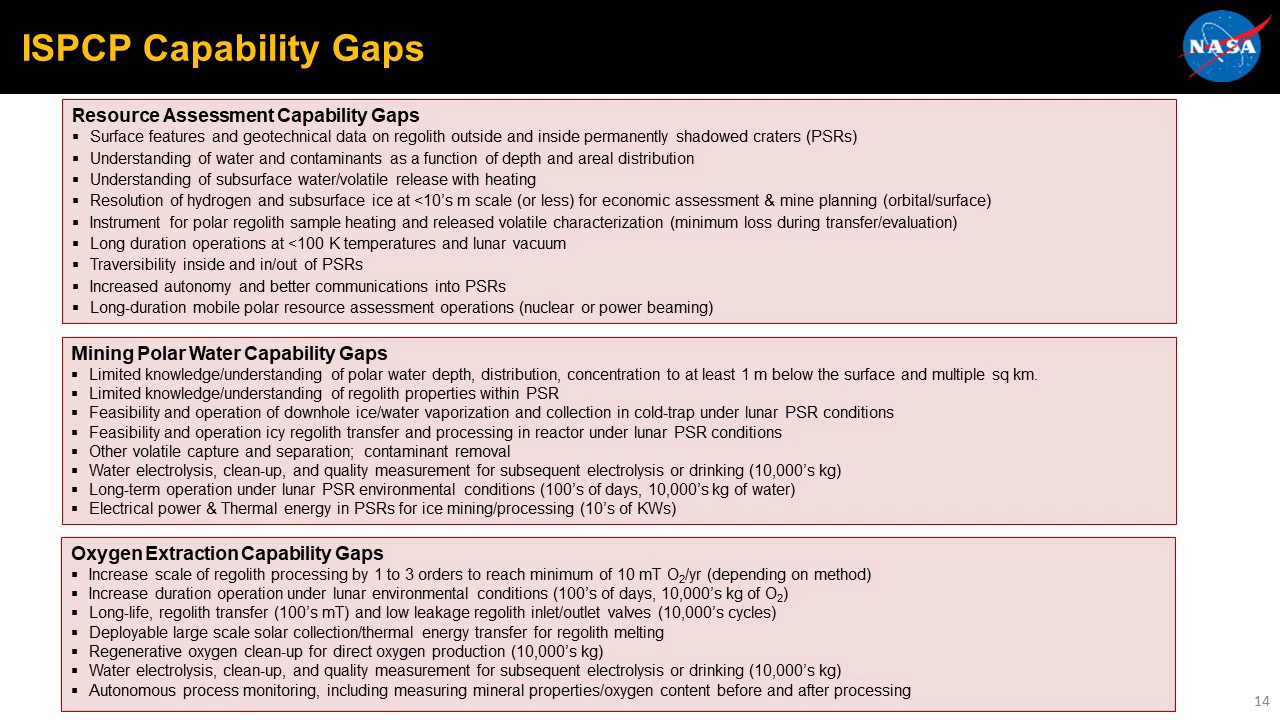 ISPCP Capability Gaps
NASA
Resource Assessment Capability Gaps
▪ Surface features and geotechnical data on regolith outside and inside permanently shadowed craters (PSRs)
▪ Understanding of water and contaminants as a function of depth and areal distribution
▪ Understanding of subsurface water/volatile release with heating
▪ Resolution of hydrogen and subsurface ice at <10's m scale (or less) for economic assessment & mine planning (orbital/surface)
▪ Instrument for polar regolith sample heating and released volatile characterization (minimum loss during transfer/evaluation)
▪ Long duration operations at <100 K temperatures and lunar vacuum
▪ Traversibility inside and in/out of PSRs
▪ Increased autonomy and better communications into PSRs
▪ Long-duration mobile polar resource assessment operations (nuclear or power beaming)
Mining Polar Water Capability Gaps
▪ Limited knowledge/understanding of polar water depth, distribution, concentration to at least 1 m below the surface and multiple sq km.
▪ Limited knowledge/understanding of regolith properties within PSR
▪ Feasibility and operation of downhole ice/water vaporization and collection in cold-trap under lunar PSR conditions
▪ Feasibility and operation icy regolith transfer and processing in reactor under lunar PSR conditions
▪ Other volatile capture and separation; contaminant removal
▪ Water electrolysis, clean-up, and quality measurement for subsequent electrolysis or drinking (10,000's kg)
▪ Long-term operation under lunar PSR environmental conditions (100's of days, 10,000's kg of water)
▪ Electrical power & Thermal energy in PSRs for ice mining/processing (10's of KWs)
Oxygen Extraction Capability Gaps
▪ Increase scale of regolith processing by 1 to 3 orders to reach minimum of 10 mT O₂/yr (depending on method)
▪ Increase duration operation under lunar environmental conditions (100's of days, 10,000's kg of O₂)
▪ Long-life, regolith transfer (100's mT) and low leakage regolith inlet/outlet valves (10,000's cycles)
▪ Deployable large scale solar collection/thermal energy transfer for regolith melting
▪ Regenerative oxygen clean-up for direct oxygen production (10,000's kg)
▪ Water electrolysis, clean-up, and quality measurement for subsequent electrolysis or drinking (10,000's kg)
▪ Autonomous process monitoring, including measuring mineral properties/oxygen content before and after processing
14